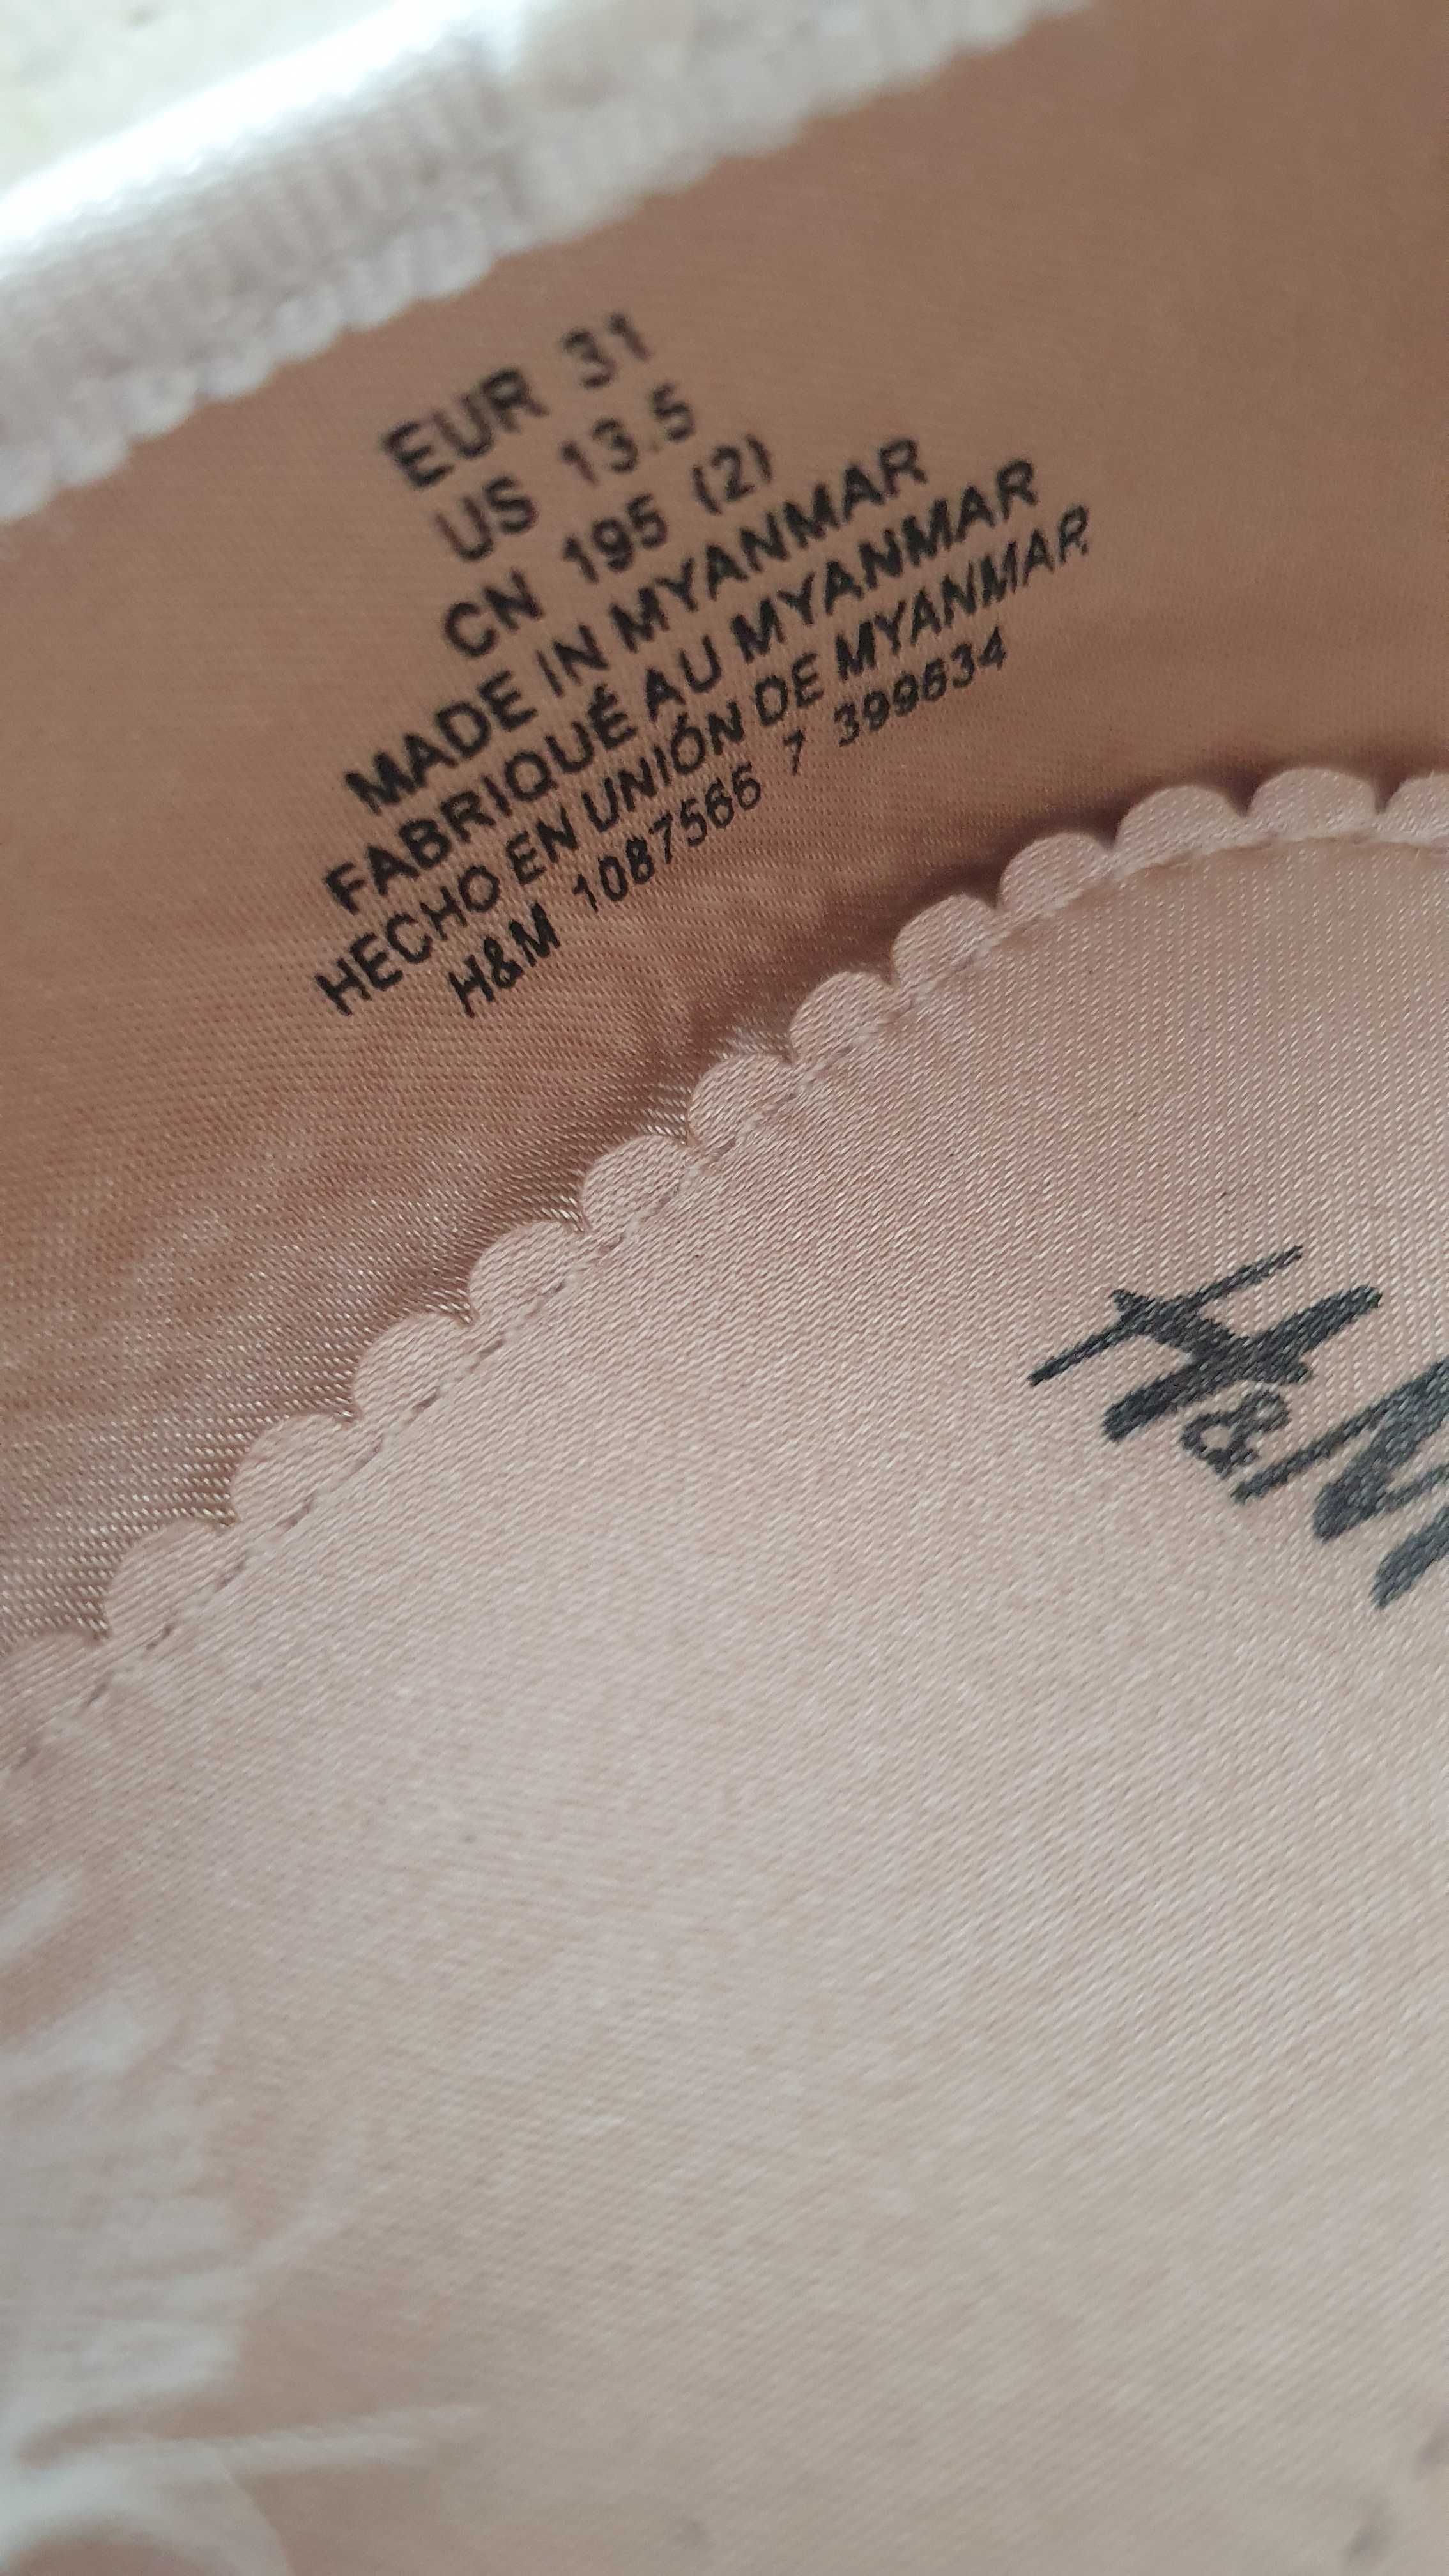 EUR 31
US 13.5
CN 195 (2)
MADE IN MYANMAR
FABRIQUÉ AU MYANMAR
HECHO EN UNIÓN DE MYANMAR
H&M 1087566 7 399634
H&M